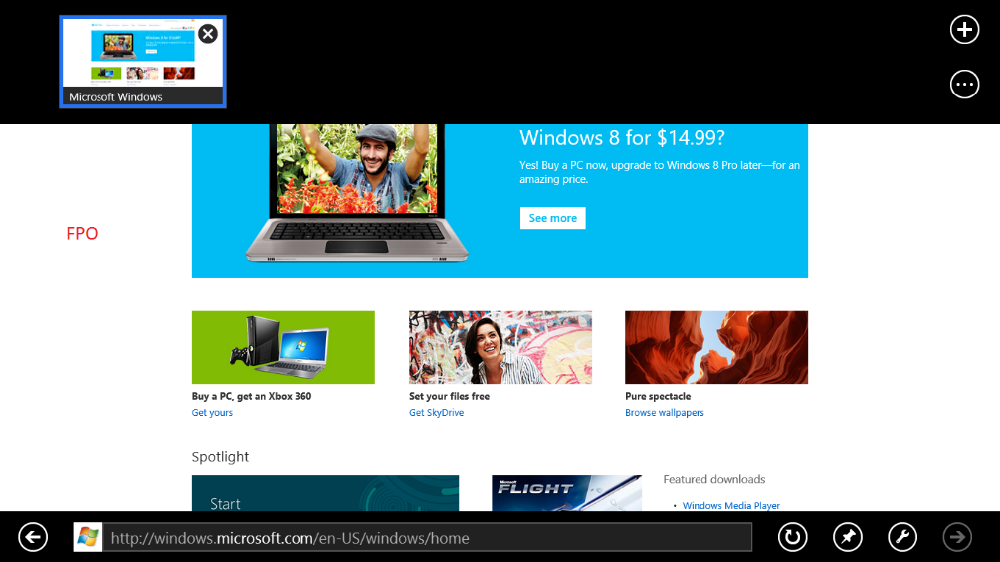 Microsoft Windows
Windows 8 for $14.99?
Yes! Buy a PC now, upgrade to Windows 8 Pro later—for an
amazing price.
See more
FPO
Buy a PC, get an Xbox 360
Get yours
Set your files free
Get SkyDrive
Pure spectacle
Browse wallpapers
Spotlight
Start
Microsoft
FLIGHT
Featured downloads
• Windows Media Player
http://windows.microsoft.com/en-US/windows/home